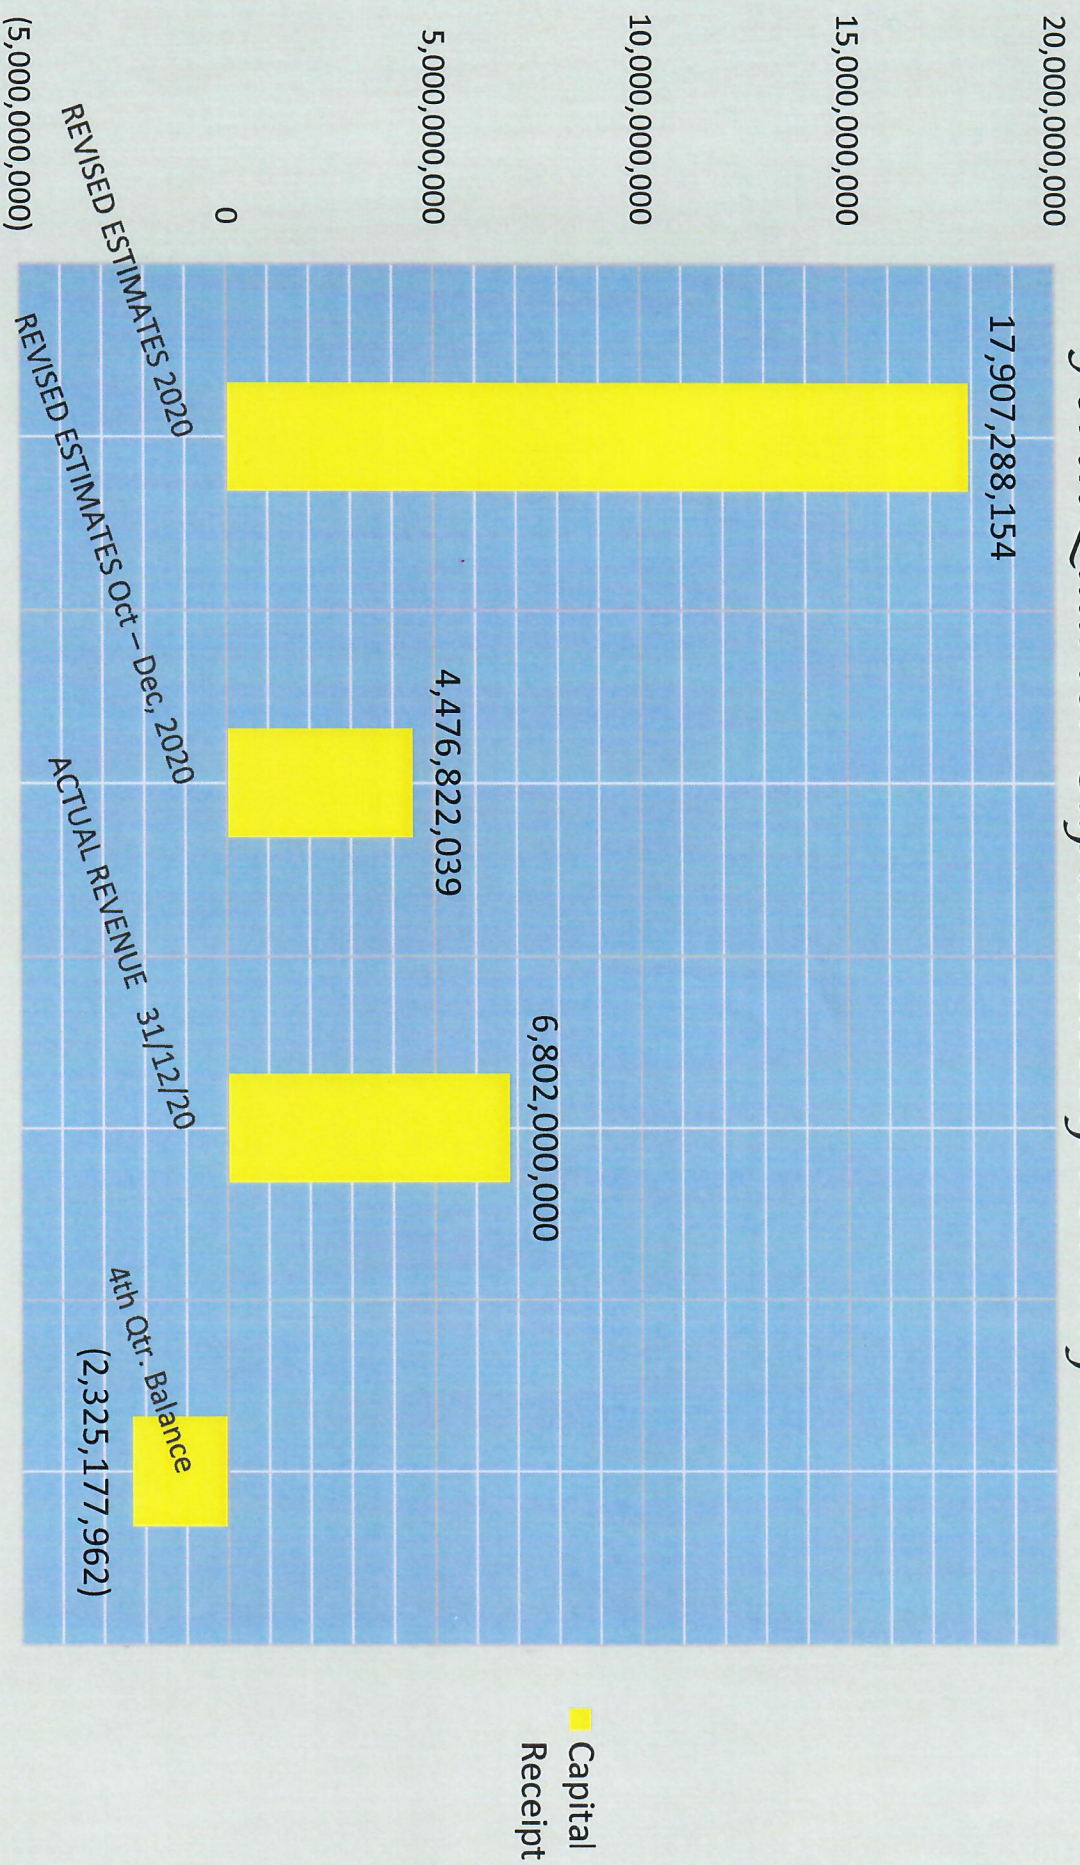 20,000,000,000
15,000,000,000
10,000,000,000
5,000,000,000
0
(5,000,000,000)
17,907,288,154
4,476,822,039
6,802,000,000
(2,325,177,962)
REVISED ESTIMATES 2020
REVISED ESTIMATES Oct – Dec, 2020
ACTUAL REVENUE 31/12/20
4th Qtr. Balance
Capital
Receipt